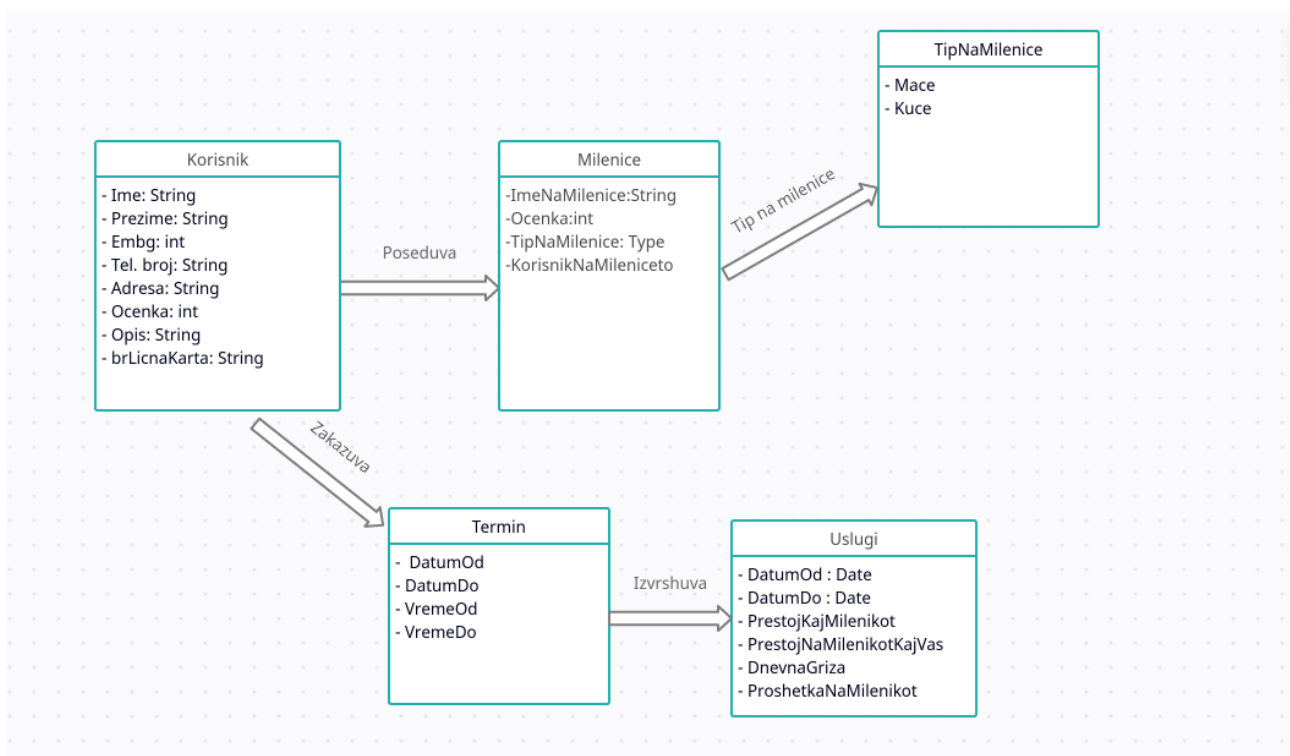 TipNaMilenice
- Mace
- Kuce
Korisnik
- Ime: String
- Prezime: String
- Embg: int
- Tel. broj: String
- Adresa: String
- Ocenka: int
- Opis: String
- brLicnaKarta: String
Poseduva
Milenice
-ImeNaMilenice:String
-Ocenka:int
-TipNaMilenice: Type
-KorisnikNaMileniceto
Tip na milenice
Zakazuva
Termin
- DatumOd
- DatumDo
- VremeOd
- VremeDo
Izvrshuva
Uslugi
- DatumOd : Date
- DatumDo : Date
- PrestojKajMilenikot
- PrestojNaMilenikotKajVas
- DnevnaGriza
- ProshetkaNaMilenikot